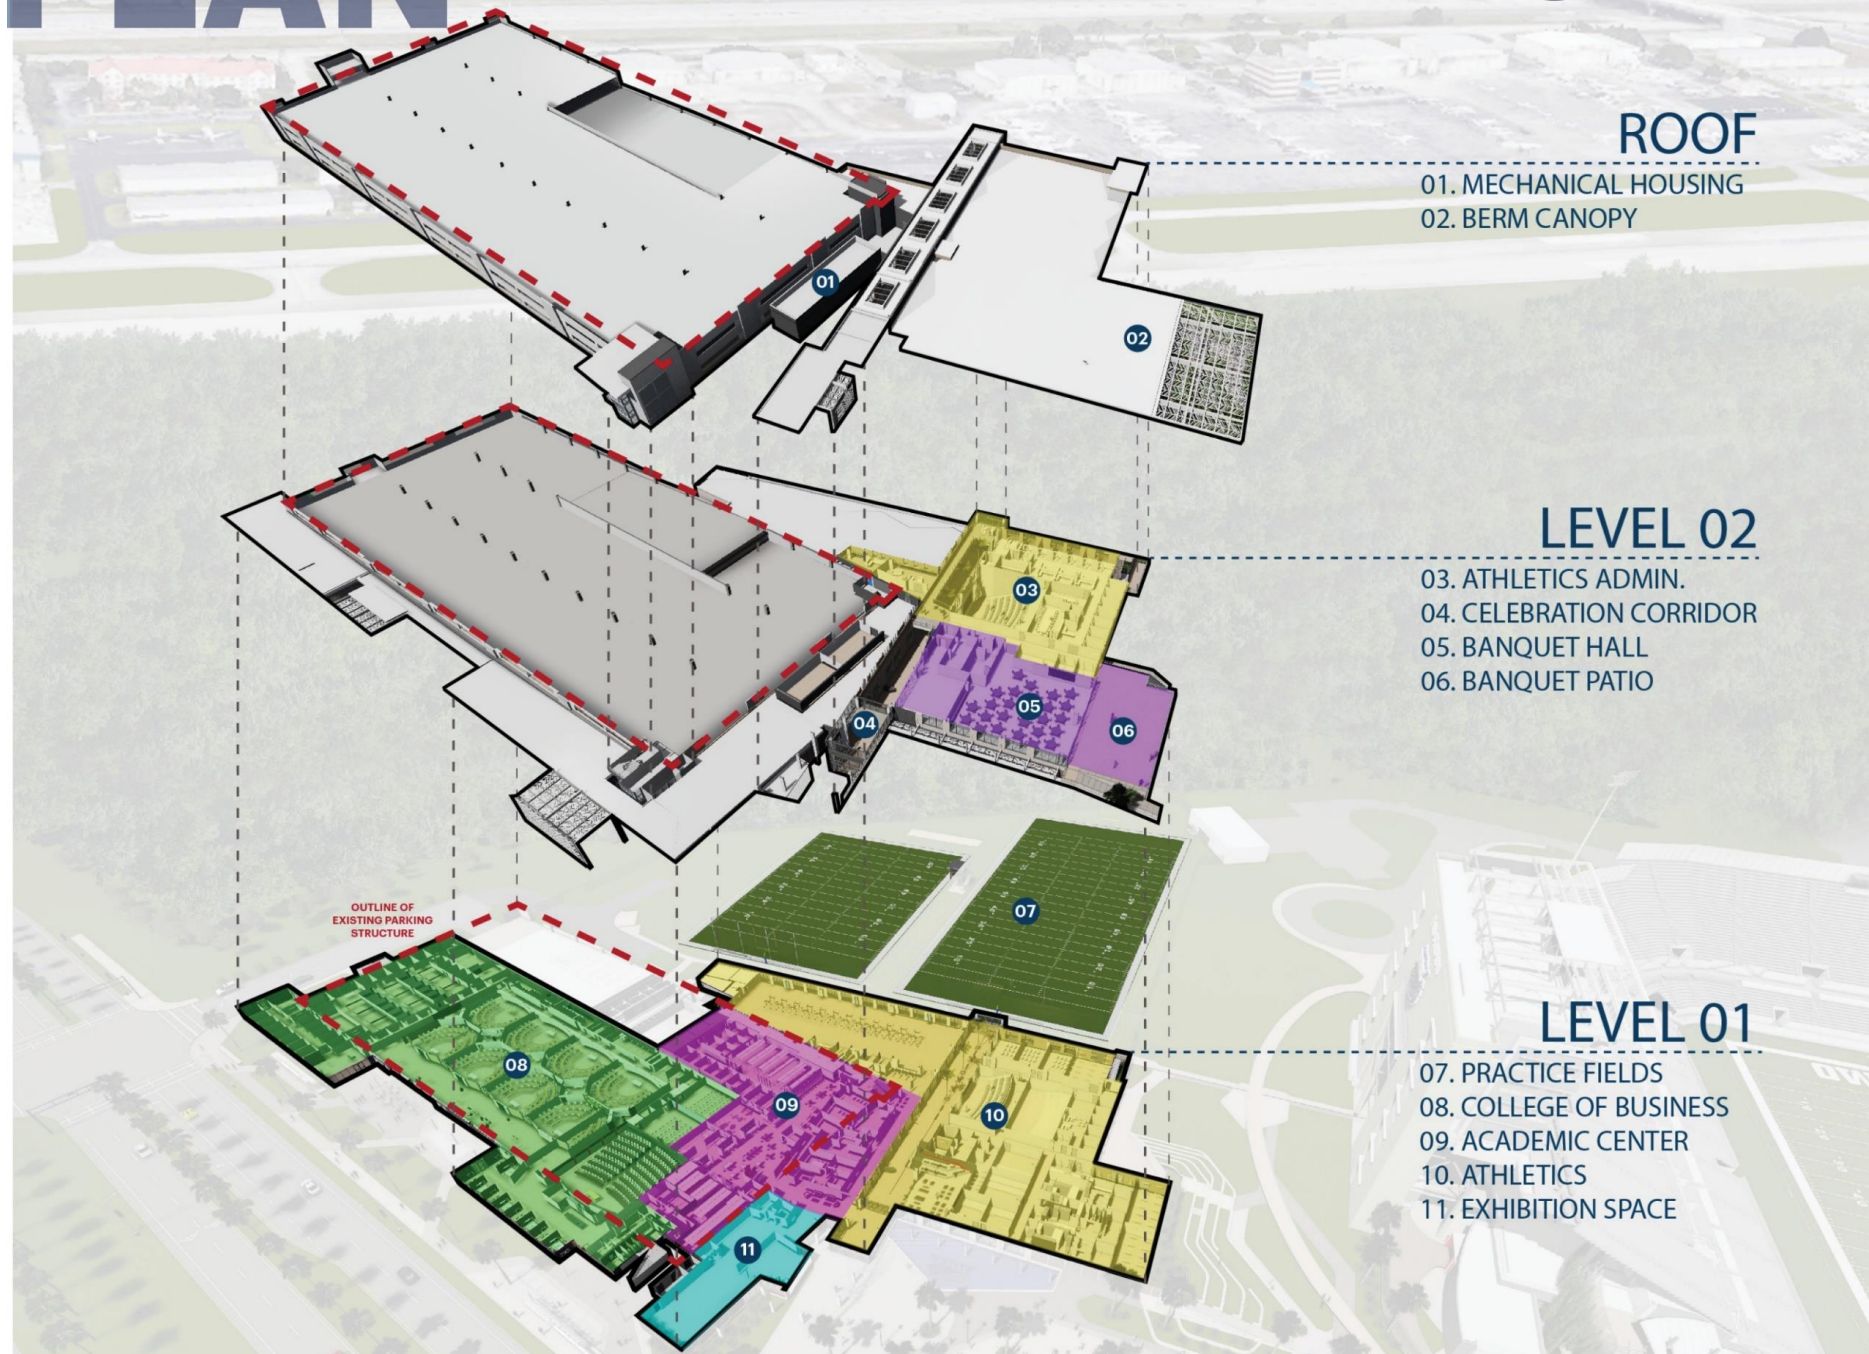 PLAN
ROOF
01. MECHANICAL HOUSING
02. BERM CANOPY
01
02
LEVEL 02
03. ATHLETICS ADMIN.
04. CELEBRATION CORRIDOR
05. BANQUET HALL
06. BANQUET PATIO
03
04
05
06
OUTLINE OF
EXISTING PARKING
STRUCTURE
LEVEL 01
07. PRACTICE FIELDS
08. COLLEGE OF BUSINESS
09. ACADEMIC CENTER
10. ATHLETICS
11. EXHIBITION SPACE
07
08
09
10
11